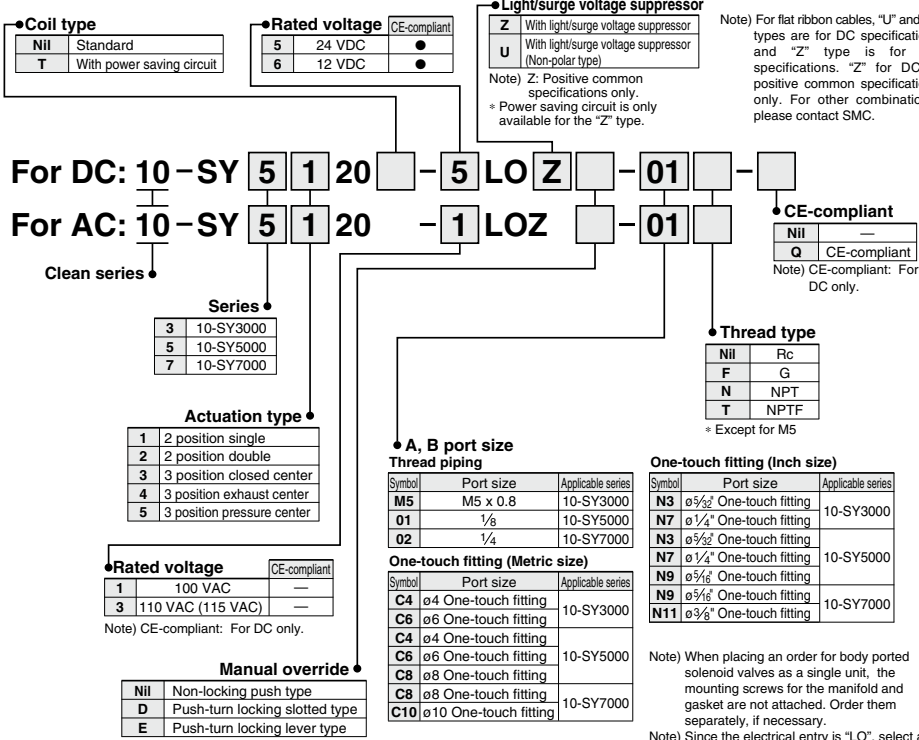 Coil type
Nil Standard
T With power saving circuit
Rated voltage CE-compliant
5 24 VDC ●
6 12 VDC ●
Light/surge voltage suppressor
Z With light/surge voltage suppressor
U With light/surge voltage suppressor (Non-polar type)
Note) Z: Positive common
specifications only.
* Power saving circuit is only
available for the "Z" type.
Note) For flat ribbon cables, "U" and
types are for DC
and "Z" type is for
specifications. "Z" for DC
positive common
only. For other
please contact SMC.
For DC: 10-SY 5 1 20 - 5 LO Z - 01 -
For AC: 10-SY 5 1 20 - 1 LOZ - 01
Clean series
CE-compliant
Nil —
Q CE-compliant
Note) CE-compliant: For
DC only.
Series
3 10-SY3000
5 10-SY5000
7 10-SY7000
Thread type
Nil Rc
F G
N NPT
T NPTF
* Except for M5
Actuation type
1 2 position single
2 2 position double
3 3 position closed center
4 3 position exhaust center
5 3 position pressure center
Rated voltage CE-compliant
1 100 VAC —
3 110 VAC (115 VAC) —
Note) CE-compliant: For DC only.
Manual override
Nil Non-locking push type
D Push-turn locking slotted type
E Push-turn locking lever type
A, B port size
Thread piping
Symbol Port size Applicable series
M5 M5 x 0.8 10-SY3000
01 1/8 10-SY5000
02 1/4 10-SY7000
One-touch fitting (Metric size)
Symbol Port size Applicable series
C4 ø4 One-touch fitting 10-SY3000
C6 ø6 One-touch fitting
C4 ø4 One-touch fitting 10-SY5000
C6 ø6 One-touch fitting
C8 ø8 One-touch fitting
C8 ø8 One-touch fitting 10-SY7000
C10 ø10 One-touch fitting
One-touch fitting (Inch size)
Symbol Port size Applicable series
N3 ø5/32" One-touch fitting 10-SY3000
N7 ø1/4" One-touch fitting
N3 ø5/32" One-touch fitting 10-SY5000
N7 ø1/4" One-touch fitting
N9 ø5/16" One-touch fitting
N9 ø5/16" One-touch fitting 10-SY7000
N11 ø3/8" One-touch fitting
Note) When placing an order for body ported
solenoid valves as a single unit, the
mounting screws for the manifold and
gasket are not attached. Order them
separately, if necessary.
Note) Since the electrical entry is "LO", select a